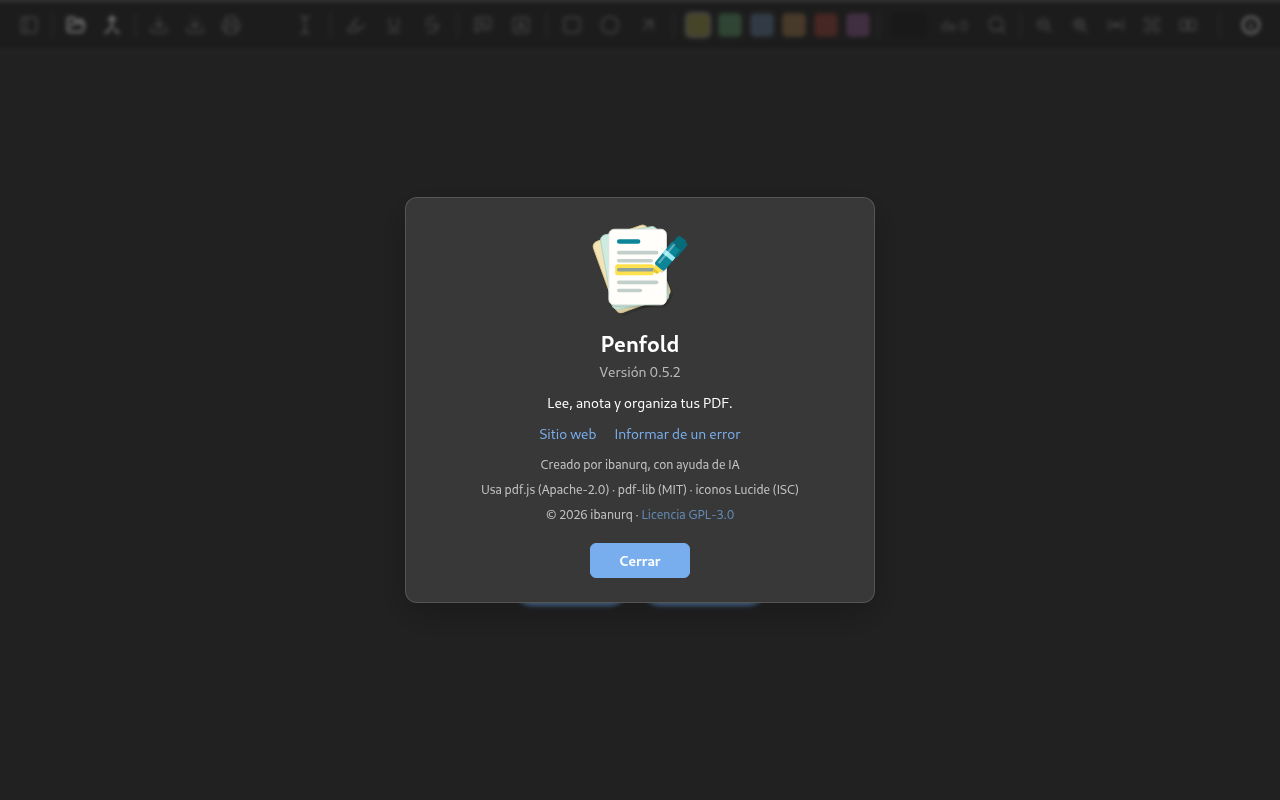 Penfold
Versión 0.5.2
Lee, anota y organiza tus PDF.
Sitio web Informar de un error
Creado por ibanurq, con ayuda de IA
Usa pdf.js (Apache-2.0) · pdf-lib (MIT) · iconos Lucide (ISC)
© 2026 ibanurq · Licencia GPL-3.0
Cerrar